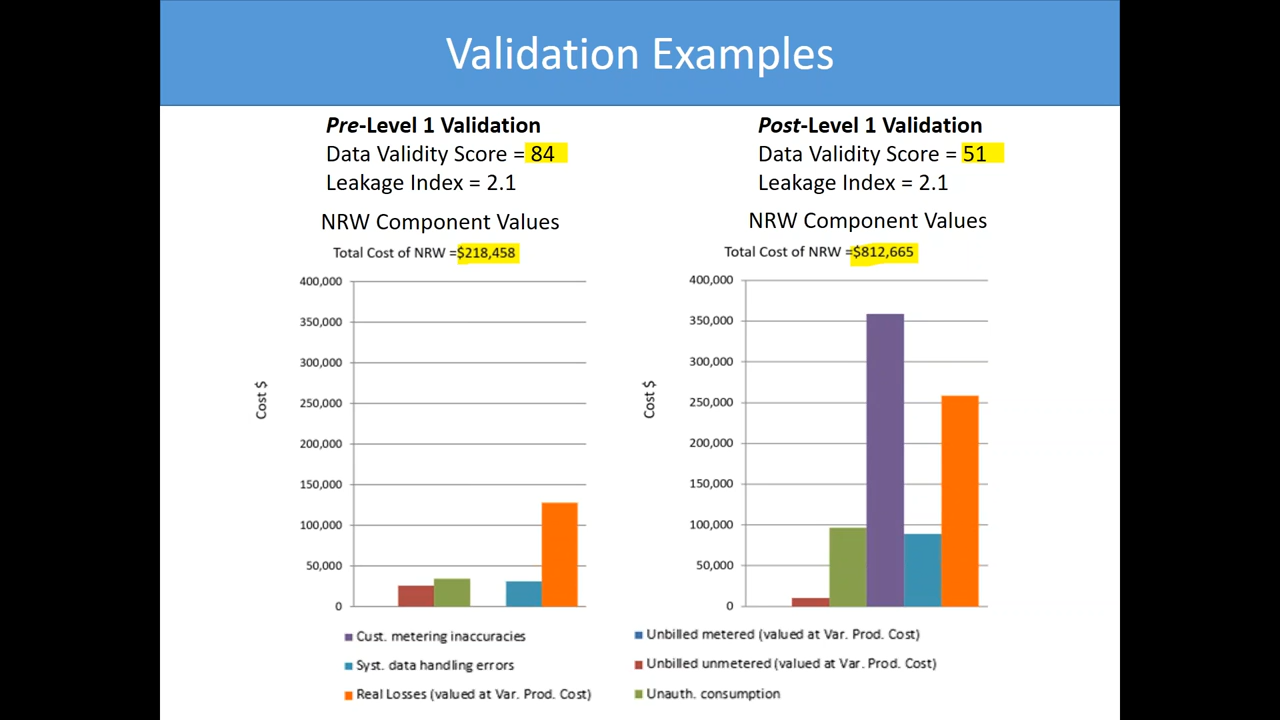 Validation Examples
Pre-Level 1 Validation
Data Validity Score = 84
Leakage Index = 2.1
NRW Component Values
Total Cost of NRW =$218,458
400,000
350,000
300,000
250,000
200,000
150,000
100,000
50,000
0
Cost $
Post-Level 1 Validation
Data Validity Score = 51
Leakage Index = 2.1
NRW Component Values
Total Cost of NRW =$812,665
400,000
350,000
300,000
250,000
200,000
150,000
100,000
50,000
0
Cost $
Cust. metering inaccuracies
Syst. data handling errors
Real Losses (valued at Var. Prod. Cost)
Unbilled metered (valued at Var. Prod. Cost)
Unbilled unmetered (valued at Var. Prod. Cost)
Unauth. consumption